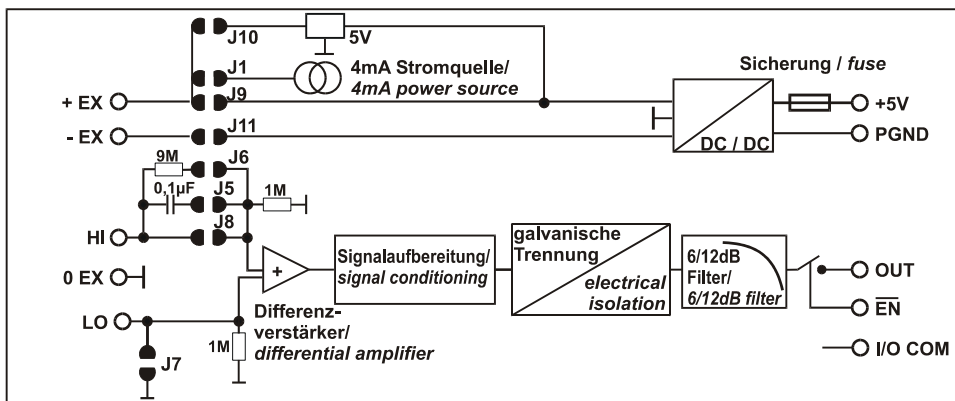 J10
5V
J1
4mA Stromquelle/
4mA power source
Sicherung / fuse
+ EX
J9
+5V
- EX
J11
DC / DC
PGND
9M
J6
0,1µF
J5
1M
J8
HI
+
Signalaufbereitung/
signal conditioning
galvanische
Trennung
electrical
isolation
6/12dB
Filter/
6/12dB filter
OUT
0 EX
EN
LO
Differenz-
verstärker/
differential amplifier
1M
I/O COM
J7